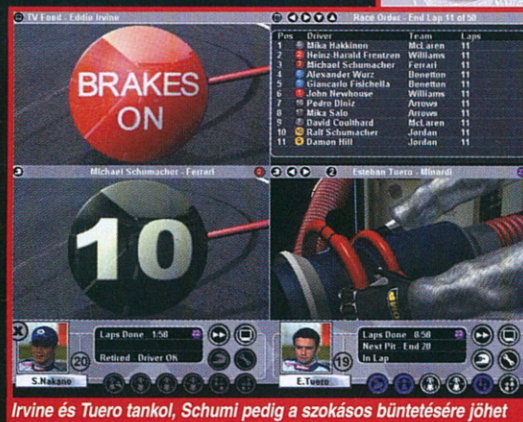 TV Feed - Eddie Irvine
BRAKES
ON
Race Order - End Lap 11 of 50
Pos Driver Team Laps
1 Mika Hakkinen McLaren 11
2 Heinz-Harald Frentzen Williams 11
3 Michael Schumacher Ferrari 11
4 Alexander Wurz Benetton 11
5 Giancarlo Fisichella Benetton 11
6 John Newhouse Williams 11
7 Pedro Diniz Arrows 11
8 Mika Salo Arrows 11
9 David Coulthard McLaren 11
10 Ralf Schumacher Jordan 11
11 Damon Hill Jordan 11
Michael Schumacher - Ferrari
10
2 Esteban Tuero - Minardi
20
S.Nakano
Laps Done 1:50
Retired - Driver OK
19
E.Tuero
Laps Done 8:50
Next Pit - End 20
In Lap
Irvine és Tuero tankol, Schumi pedig a szokásos büntetésére jöhet